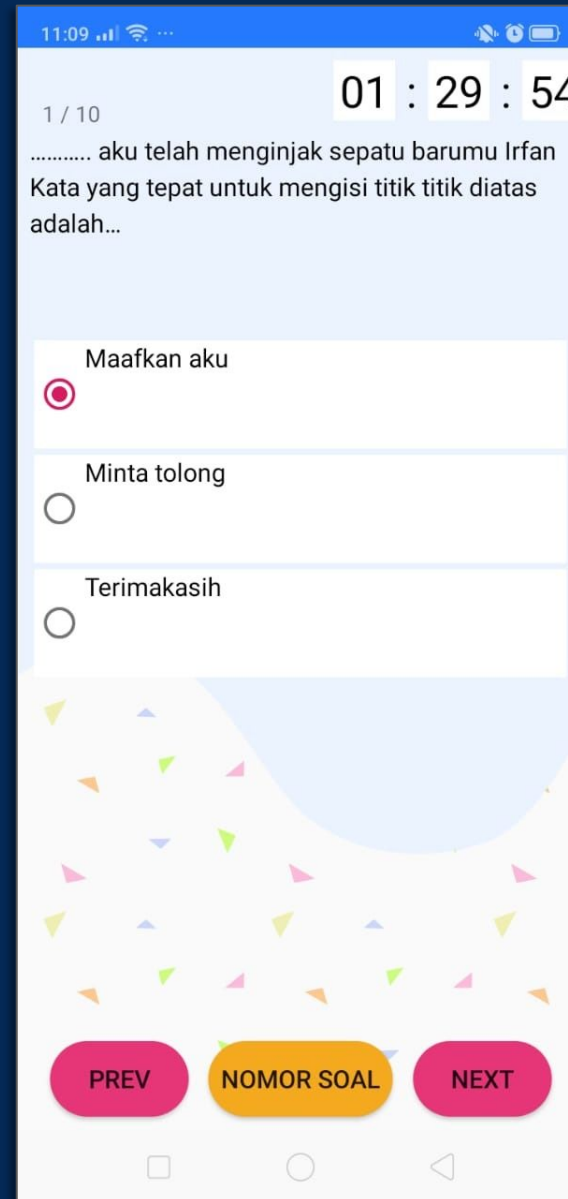 11:09
01 : 29 : 54
1 / 10
........... aku telah menginjak sepatu barumu Irfan
Kata yang tepat untuk mengisi titik titik diatas
adalah...
Maafkan aku
Minta tolong
Terimakasih
PREV
NOMOR SOAL
NEXT